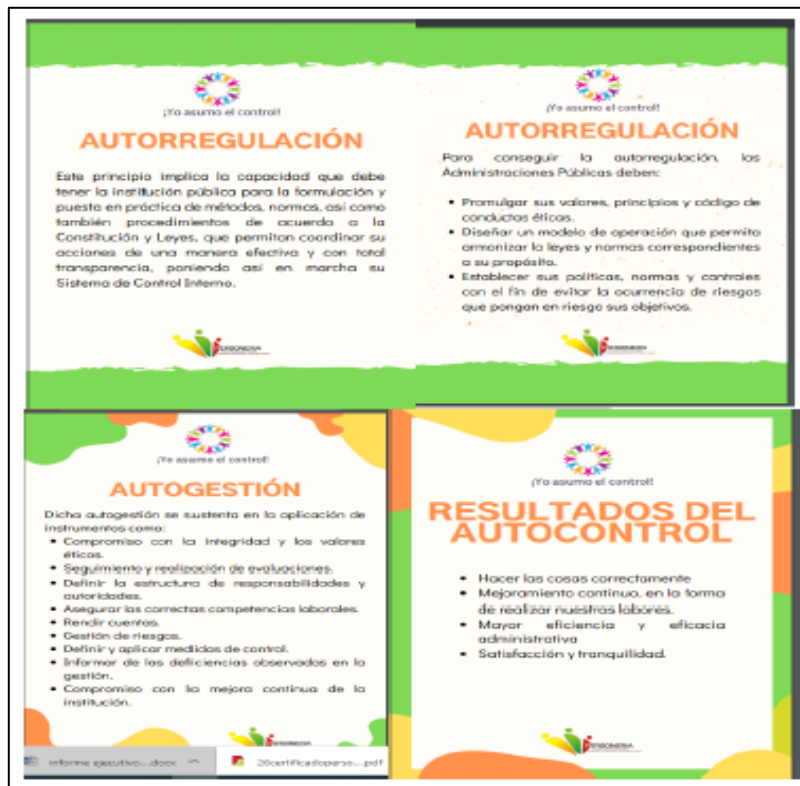 ¡Yo asumo el control!
AUTORREGULACIÓN
Este principio implica la capacidad que debe
tener la institución pública para la formulación y
puesta en práctica de métodos, normas, así como
también procedimientos de acuerdo a la
Constitución y Leyes, que permitan coordinar su
acciones de una manera efectiva y con total
transparencia, poniendo así en marcha su
Sistema de Control Interno.
PERSONERIA
¡Yo asumo el control!
AUTORREGULACIÓN
Para conseguir la autorregulación, las
Administraciones Públicas deben:
• Promulgar sus valores, principios y código de
conductas éticas.
• Diseñar un modelo de operación que permita
armonizar la leyes y normas correspondientes
a su propósito.
• Establecer sus políticas, normas y controles
con el fin de evitar la ocurrencia de riesgos
que pongan en riesgo sus objetivos.
PERSONERIA
¡Yo asumo el control!
AUTOGESTIÓN
Dicha autogestión se sustenta en la aplicación de
instrumentos como:
• Compromiso con la integridad y los valores
éticos.
• Seguimiento y realización de evaluaciones.
• Definir la estructura de responsabilidades y
autoridades.
• Asegurar las correctas competencias laborales.
• Rendir cuentas.
• Gestión de riesgos.
• Definir y aplicar medidas de control.
• Informar de las deficiencias observadas en la
gestión.
• Compromiso con la mejora continua de la
institución.
PERSONERIA
informe ejecutivo....docx
26certificadoperso....pdf
¡Yo asumo el control!
RESULTADOS DEL
AUTOCONTROL
• Hacer las cosas correctamente
• Mejoramiento continuo, en la forma
de realizar nuestras labores.
• Mayor eficiencia y eficacia
administrativa
• Satisfacción y tranquilidad.
PERSONERIA